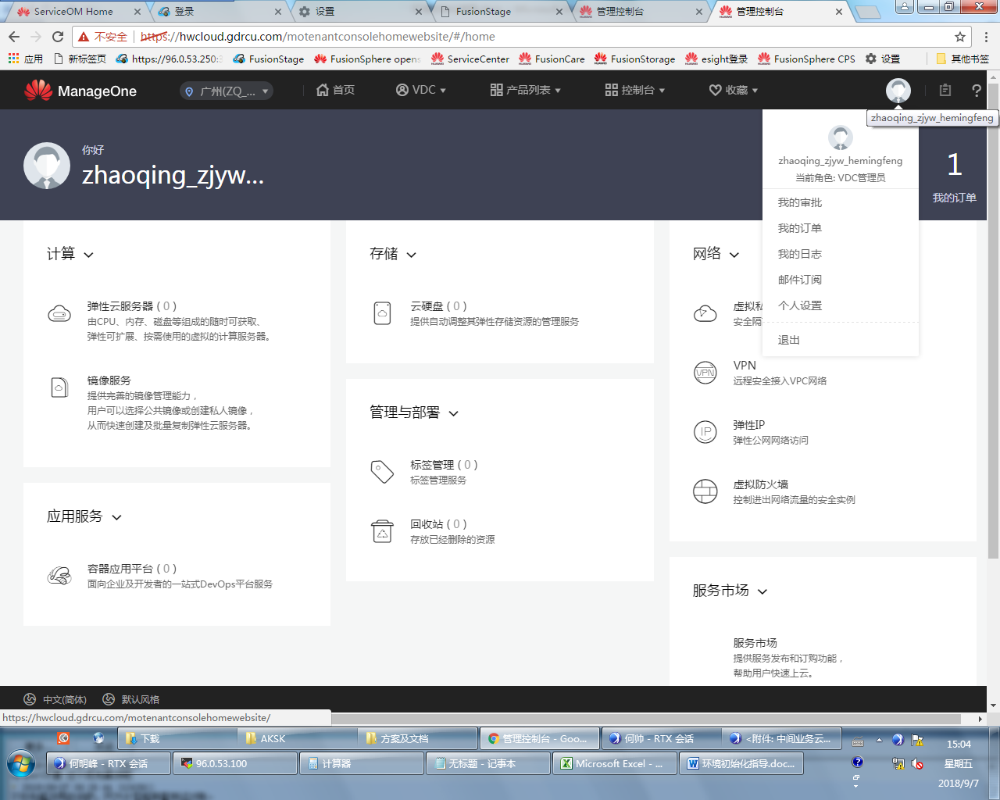 ServiceOM Home
登录
设置
FusionStage
管理控制台
管理控制台
不安全
https://hwcloud.gdrcu.com/motenantconsolehomewebsite/#/home
应用
新标签页
https://96.0.53.250:3
FusionStage
FusionSphere opens
ServiceCenter
FusionCare
FusionStorage
esight登录
FusionSphere CPS
设置
其他书签
ManageOne
广州(ZQ_...
首页
VDC
产品列表
控制台
收藏
?
zhaoqing_zjyw_hemingfeng
你好
zhaoqing_zjyw...
zhaoqing_zjyw_hemingfeng
当前角色: VDC管理员
我的审批
我的订单
我的日志
邮件订阅
个人设置
退出
1
我的订单
计算
弹性云服务器 ( 0 )
由CPU、内存、磁盘等组成的随时可获取、
弹性可扩展、按需使用的虚拟的计算服务器。
镜像服务
提供完善的镜像管理能力，
用户可以选择公共镜像或创建私人镜像，
从而快速创建及批量复制弹性云服务器。
应用服务
容器应用平台 ( 0 )
面向企业及开发者的一站式DevOps平台服务
存储
云硬盘 ( 0 )
提供自动调整其弹性存储资源的管理服务
管理与部署
标签管理 ( 0 )
标签管理服务
回收站 ( 0 )
存放已经删除的资源
网络
虚拟私
安全隔
VPN
VPN
远程安全接入VPC网络
IP
弹性IP
弹性公网网络访问
虚拟防火墙
控制进出网络流量的安全实例
服务市场
服务市场
提供服务发布和订购功能，
帮助用户快速上云。
中文(简体)
默认风格
https://hwcloud.gdrcu.com/motenantconsolehomewebsite/
下载
AKSK
方案及文档
管理控制台 - Goo...
何帅 - RTX 会话
<附件: 中间业务云...
何明峰 - RTX 会话
96.0.53.100
计算器
无标题 - 记事本
Microsoft Excel - ...
环境初始化指导.doc...
15:04
星期五
2018/9/7